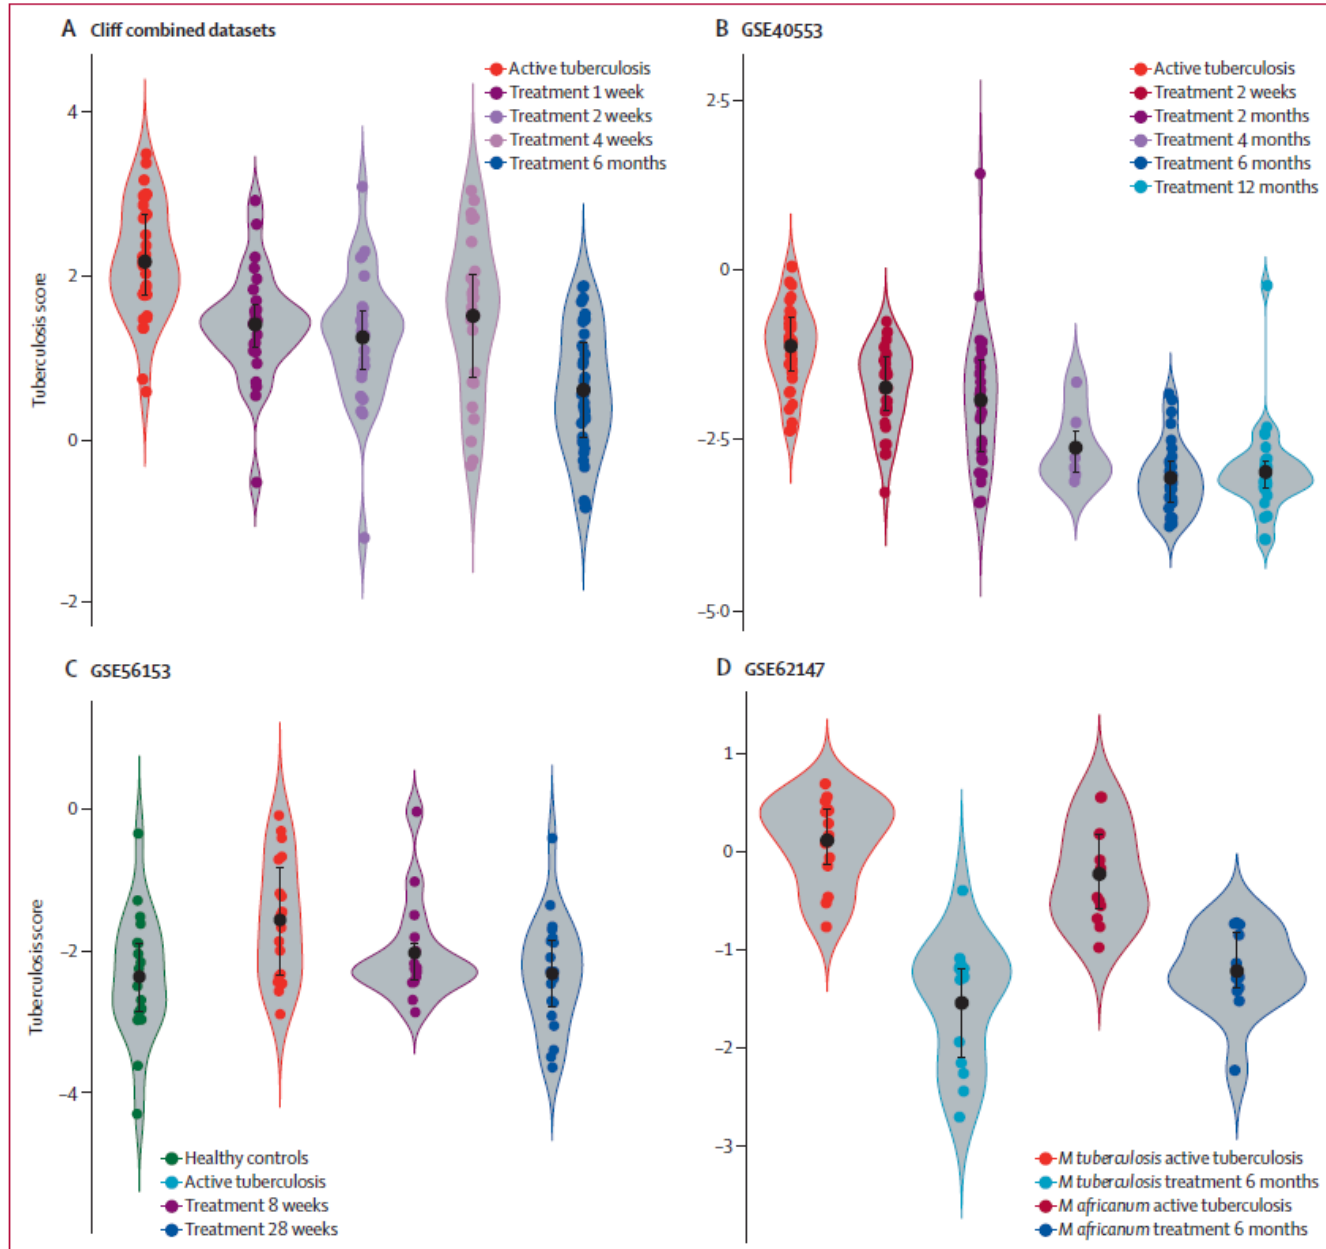 A Cliff combined datasets
4
2
0
−2
Tuberculosis score
Active tuberculosis
Treatment 1 week
Treatment 2 weeks
Treatment 4 weeks
Treatment 6 months
B GSE40553
2·5
0
−2·5
−5·0
Active tuberculosis
Treatment 2 weeks
Treatment 2 months
Treatment 4 months
Treatment 6 months
Treatment 12 months
C GSE56153
0
−2
−4
Tuberculosis score
Healthy controls
Active tuberculosis
Treatment 8 weeks
Treatment 28 weeks
D GSE62147
1
0
−1
−2
−3
M tuberculosis active tuberculosis
M tuberculosis treatment 6 months
M africanum active tuberculosis
M africanum treatment 6 months